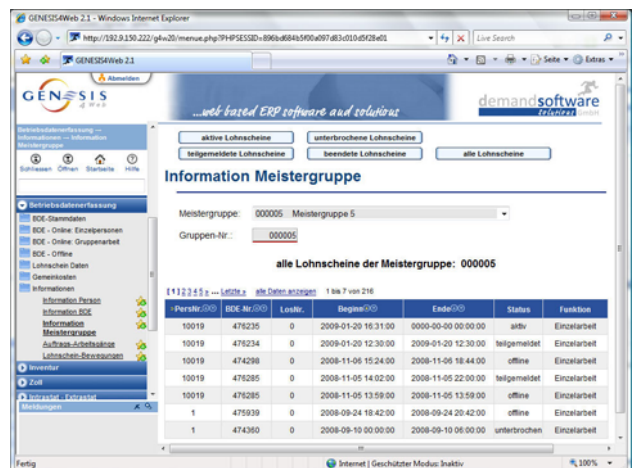 GENESIS4Web 2.1 - Windows Internet Explorer
http://192.9.150.222/g4w20/menue.php?PHPSESSID=896bd684b5f00a097d83c010d5f28e01
Live Search
GENESIS4Web 2.1
Seite
Extras
Abmelden
GENESIS
4 Web
...web based ERP software and solutions
demandsoftware
solutions GmbH
Betriebsdatenerfassung —
Informationen — Information
Meistergruppe
Schliessen Öffnen Startseite Hilfe
Betriebsdatenerfassung
BDE-Stammdaten
BDE - Online: Einzelpersonen
BDE - Online: Gruppenarbeit
BDE - Offline
Lohnschein Daten
Gemeinkosten
Informationen
Information Person
Information BDE
Information
Meistergruppe
Auftrags-Arbeitsgänge
Lohnschein-Bewegungen
Inventur
Zoll
Intrastat - Extrastat
Meldungen
aktive Lohnscheine
unterbrochene Lohnscheine
teilgemeldete Lohnscheine
beendete Lohnscheine
alle Lohnscheine
Information Meistergruppe
Meistergruppe: 000005 Meistergruppe 5
Gruppen-Nr.: 000005
alle Lohnscheine der Meistergruppe: 000005
[1] 2 3 4 5 » ... Letzte » alle Daten anzeigen 1 bis 7 von 216
PersNr. BDE-Nr. LosNr. Beginn Ende Status Funktion
10019 476235 0 2009-01-20 16:31:00 0000-00-00 00:00:00 aktiv Einzelarbeit
10019 476234 0 2009-01-20 12:30:00 2009-01-20 12:30:00 teilgemeldet Einzelarbeit
10019 474298 0 2008-11-06 15:24:00 2008-11-06 18:44:00 offline Einzelarbeit
10019 476285 0 2008-11-05 14:02:00 2008-11-05 22:00:00 teilgemeldet Einzelarbeit
10019 476285 0 2008-11-05 13:59:00 2008-11-05 13:59:00 offline Einzelarbeit
1 475939 0 2008-09-24 18:42:00 2008-09-24 20:42:00 offline Einzelarbeit
1 474360 0 2008-09-10 00:00:00 2008-09-10 06:00:00 unterbrochen Einzelarbeit
Fertig
Internet | Geschützter Modus: Inaktiv
100%